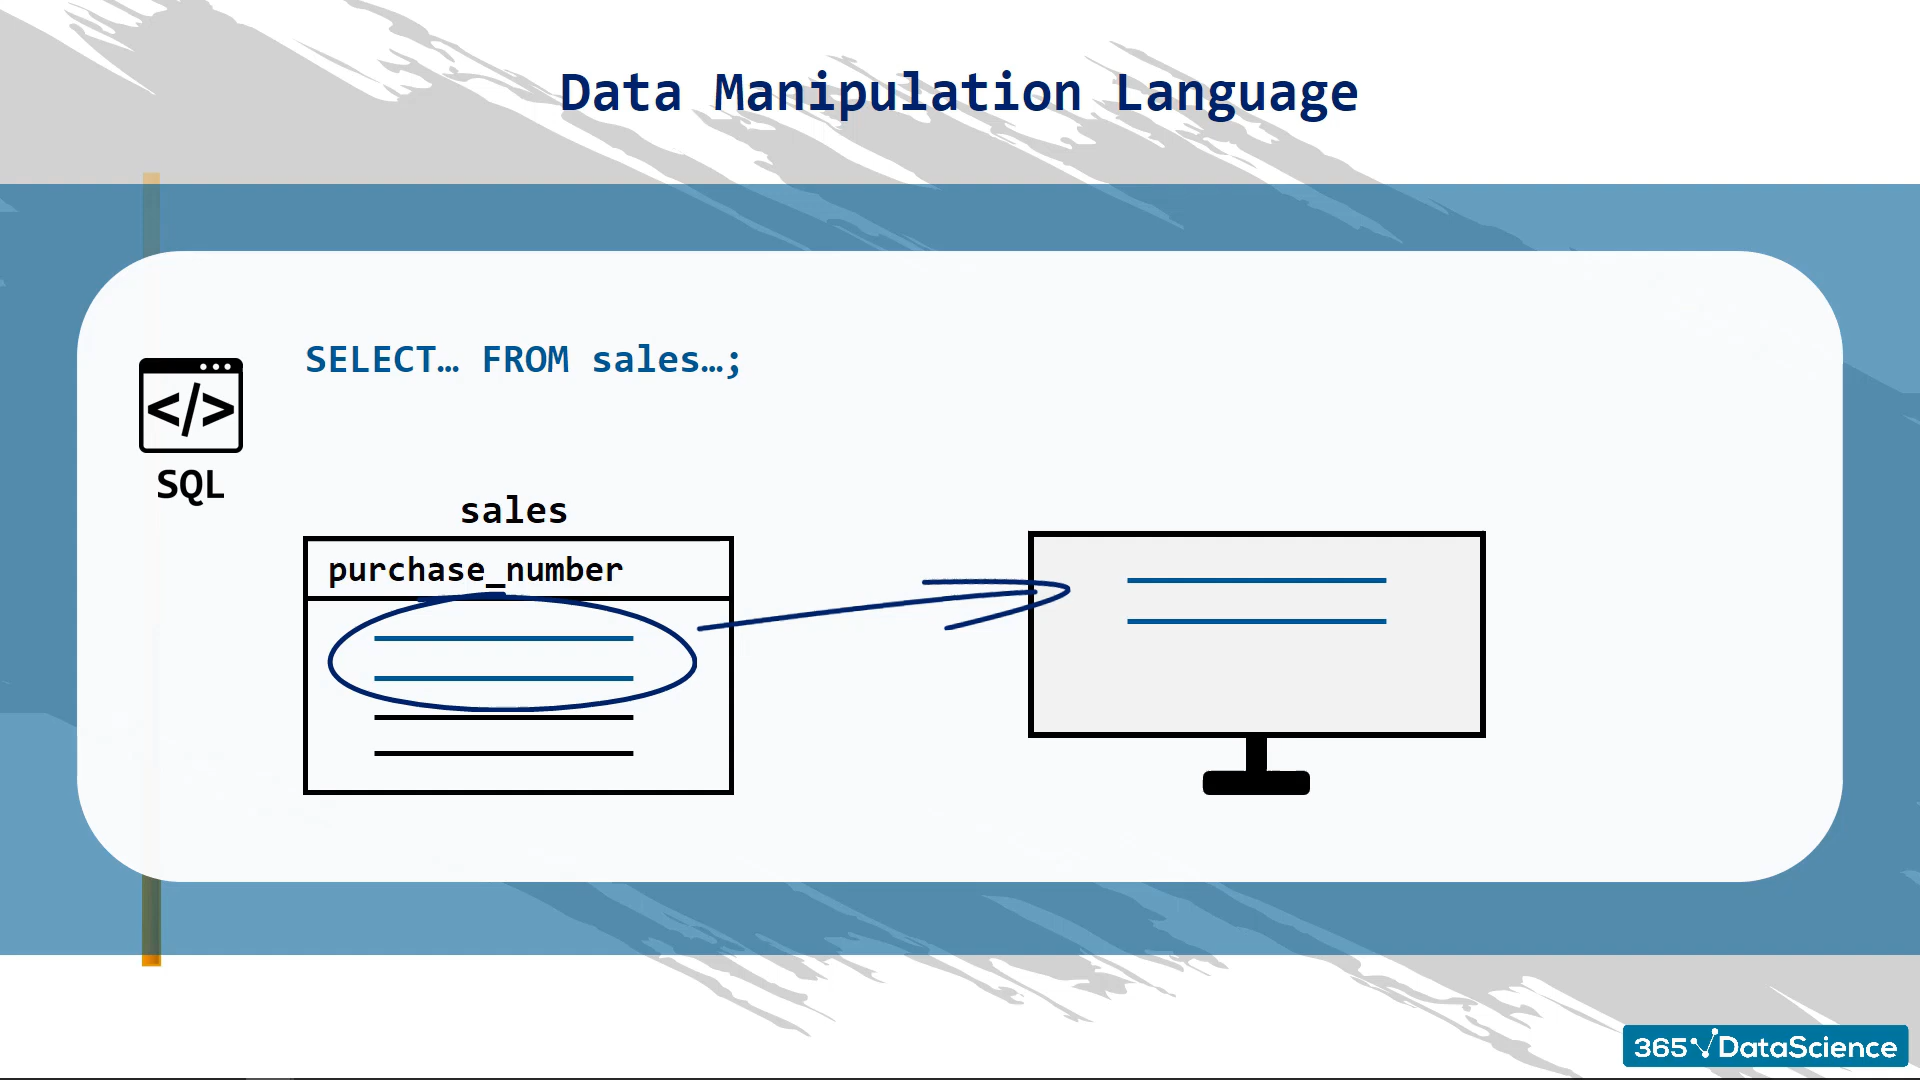 Data Manipulation Language
SELECT… FROM sales…;
</>
SQL
sales
purchase_number
365 DataScience